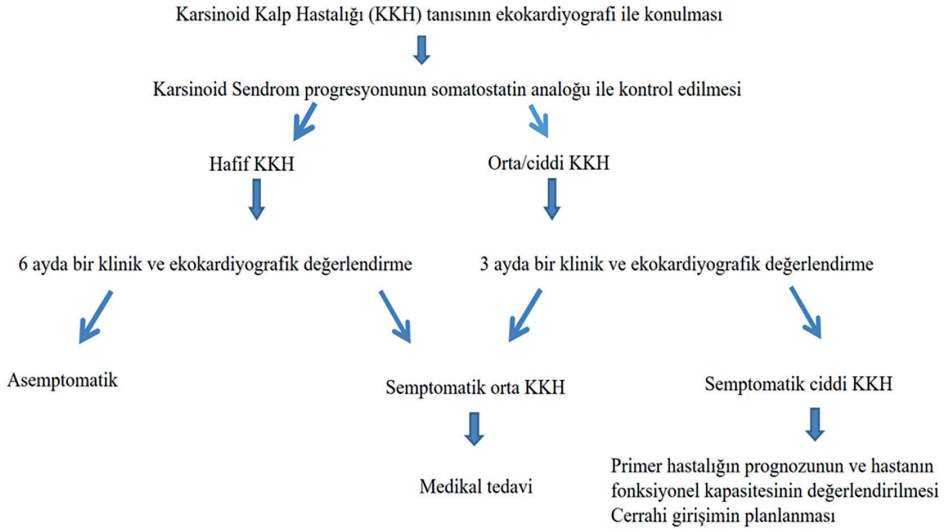 Karsinoid Kalp Hastalığı (KKH) tanısının ekokardiyografi ile konulması
Karsinoid Sendrom progresyonunun somatostatin analoğu ile kontrol edilmesi
Hafif KKH
Orta/ciddi KKH
6 ayda bir klinik ve ekokardiyografik değerlendirme
3 ayda bir klinik ve ekokardiyografik değerlendirme
Asemptomatik
Semptomatik orta KKH
Semptomatik ciddi KKH
Medikal tedavi
Primer hastalığın prognozunun ve hastanın
fonksiyonel kapasitesinin değerlendirilmesi
Cerrahi girişimin planlanması